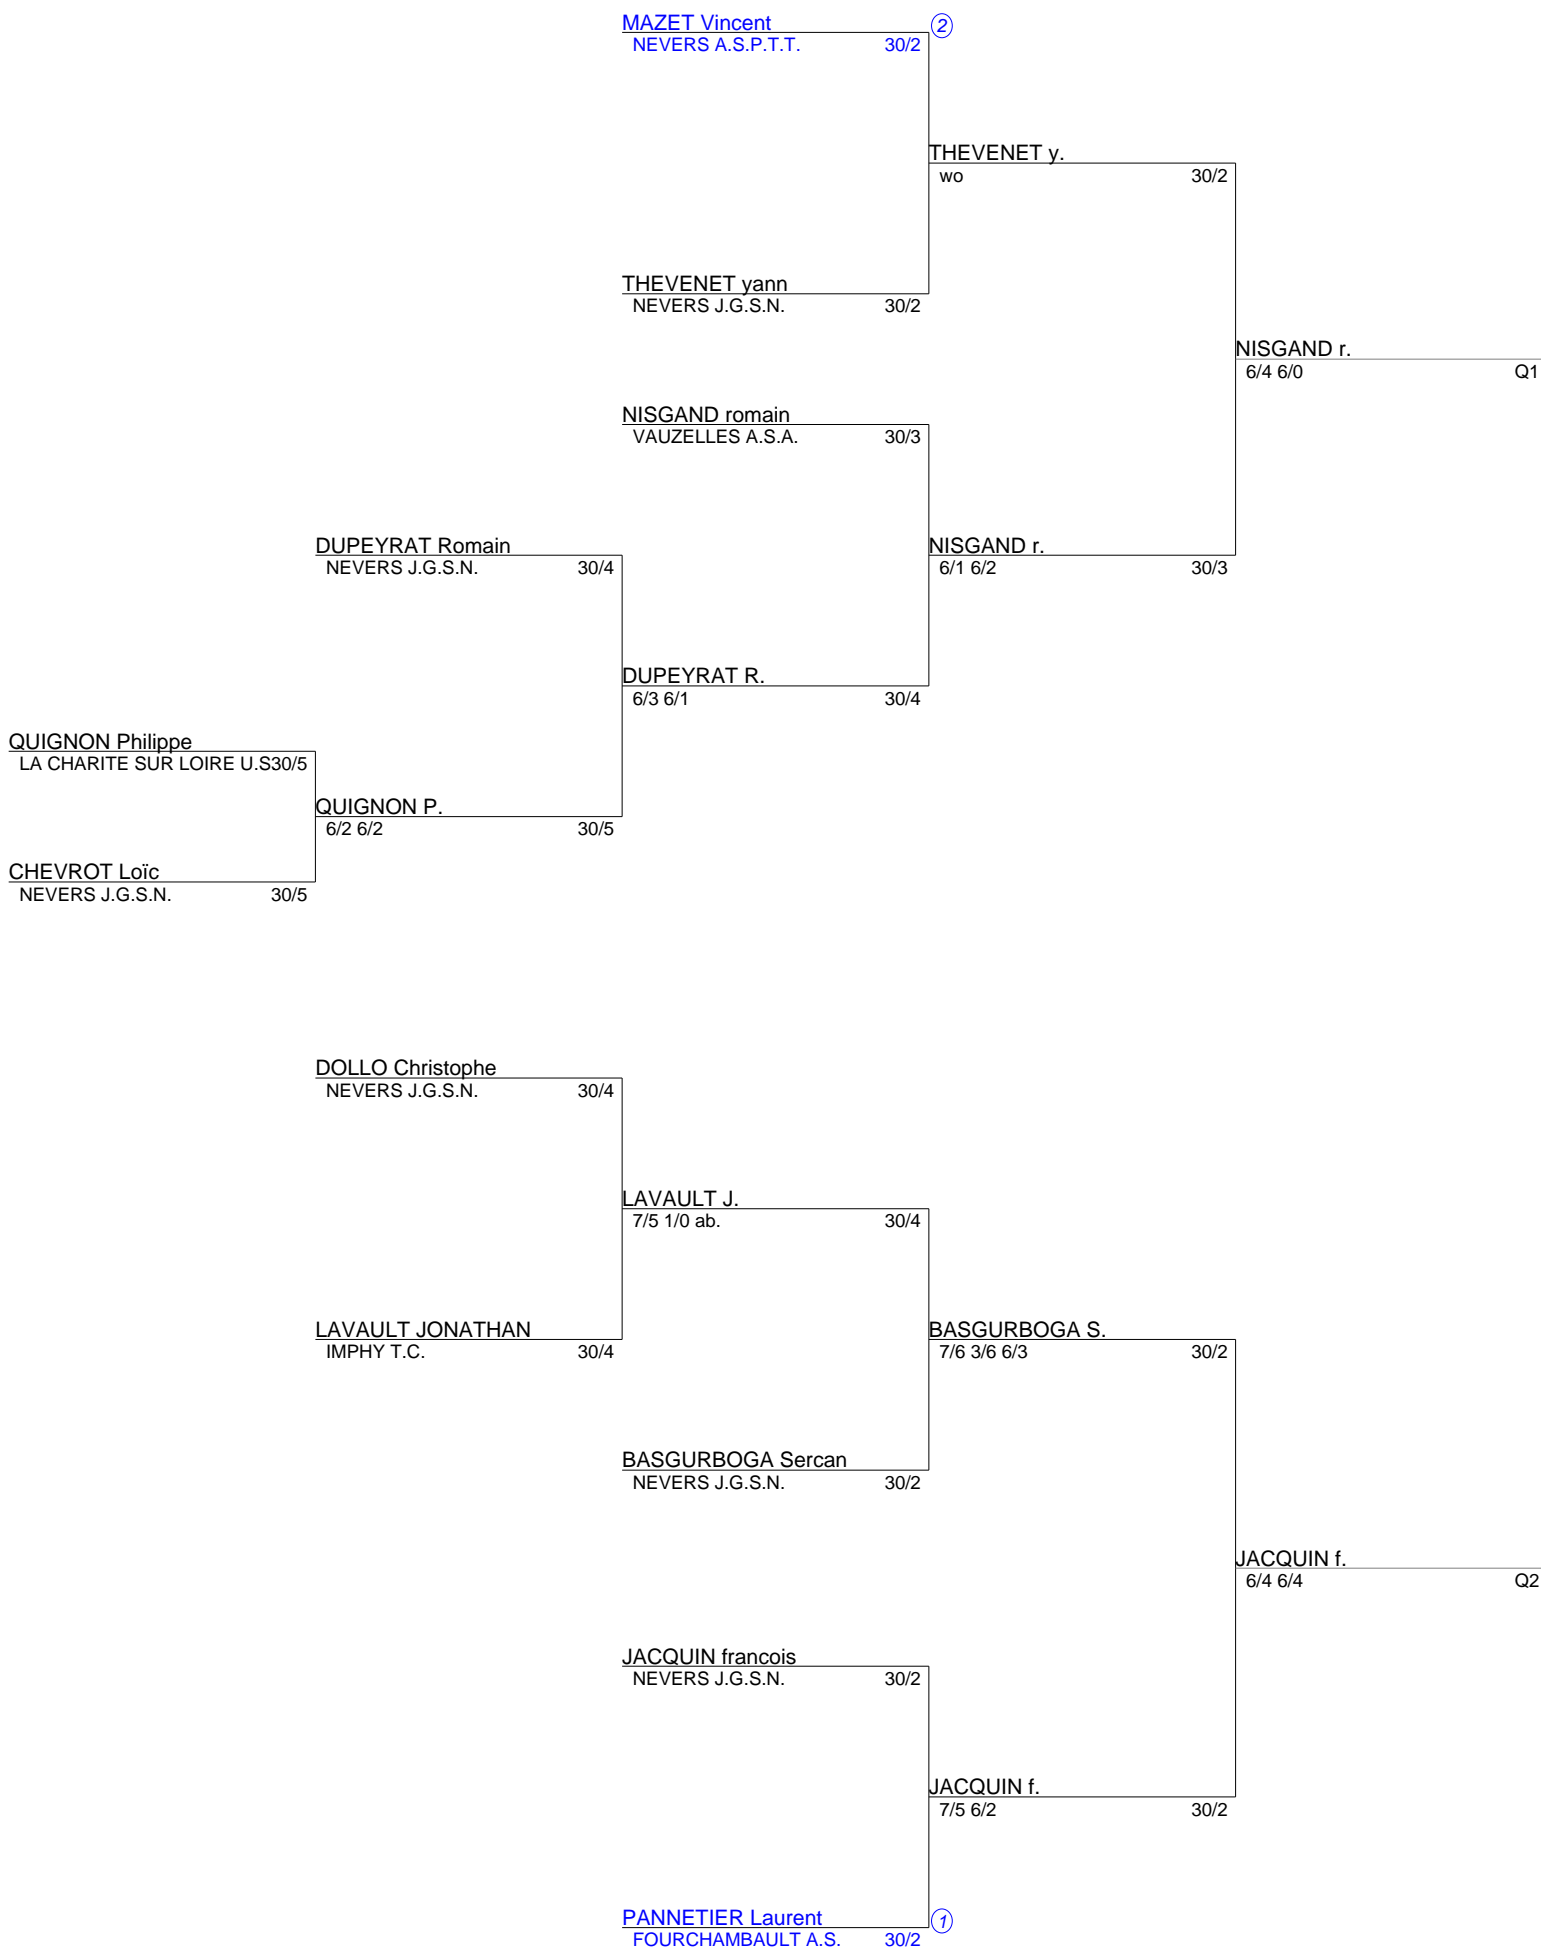 MAZET Vincent 2
NEVERS A.S.P.T.T. 30/2
THEVENET y.
wo 30/2
THEVENET yann
NEVERS J.G.S.N. 30/2
NISGAND r.
6/4 6/0 Q1
NISGAND romain
VAUZELLES A.S.A. 30/3
DUPEYRAT Romain
NEVERS J.G.S.N. 30/4
NISGAND r.
6/1 6/2 30/3
DUPEYRAT R.
6/3 6/1 30/4
QUIGNON Philippe
LA CHARITE SUR LOIRE U.S30/5
QUIGNON P.
6/2 6/2 30/5
CHEVROT Loïc
NEVERS J.G.S.N. 30/5
DOLLO Christophe
NEVERS J.G.S.N. 30/4
LAVAULT J.
7/5 1/0 ab. 30/4
LAVAULT JONATHAN
IMPHY T.C. 30/4
BASGURBOGA S.
7/6 3/6 6/3 30/2
BASGURBOGA Sercan
NEVERS J.G.S.N. 30/2
JACQUIN f.
6/4 6/4 Q2
JACQUIN francois
NEVERS J.G.S.N. 30/2
JACQUIN f.
7/5 6/2 30/2
PANNETIER Laurent 1
FOURCHAMBAULT A.S. 30/2